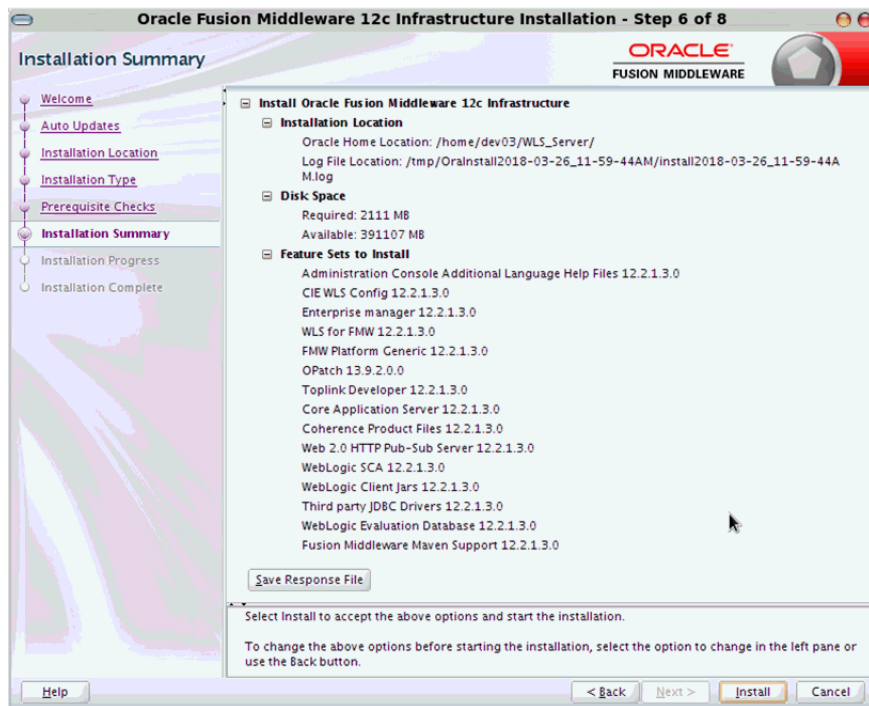 Oracle Fusion Middleware 12c Infrastructure Installation - Step 6 of 8
Installation Summary
ORACLE
FUSION MIDDLEWARE
Welcome
Auto Updates
Installation Location
Installation Type
Prerequisite Checks
Installation Summary
Installation Progress
Installation Complete
Install Oracle Fusion Middleware 12c Infrastructure
Installation Location
Oracle Home Location: /home/dev03/WLS_Server/
Log File Location: /tmp/OraInstall2018-03-26_11-59-44AM/install2018-03-26_11-59-44A
M.log
Disk Space
Required: 2111 MB
Available: 391107 MB
Feature Sets to Install
Administration Console Additional Language Help Files 12.2.1.3.0
CIE WLS Config 12.2.1.3.0
Enterprise manager 12.2.1.3.0
WLS for FMW 12.2.1.3.0
FMW Platform Generic 12.2.1.3.0
OPatch 13.9.2.0.0
Toplink Developer 12.2.1.3.0
Core Application Server 12.2.1.3.0
Coherence Product Files 12.2.1.3.0
Web 2.0 HTTP Pub-Sub Server 12.2.1.3.0
WebLogic SCA 12.2.1.3.0
WebLogic Client Jars 12.2.1.3.0
Third party JDBC Drivers 12.2.1.3.0
WebLogic Evaluation Database 12.2.1.3.0
Fusion Middleware Maven Support 12.2.1.3.0
Save Response File
Select Install to accept the above options and start the installation.
To change the above options before starting the installation, select the option to change in the left pane or
use the Back button.
Help
< Back
Next >
Install
Cancel